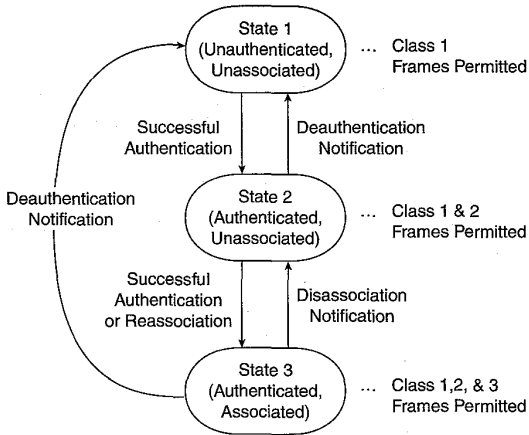 State 1
(Unauthenticated,
Unassociated)
... Class 1
Frames Permitted
Successful
Authentication
Deauthentication
Notification
Deauthentication
Notification
State 2
(Authenticated,
Unassociated)
... Class 1 & 2
Frames Permitted
Successful
Authentication
or Reassociation
Disassociation
Notification
State 3
(Authenticated,
Associated)
... Class 1,2, & 3
Frames Permitted